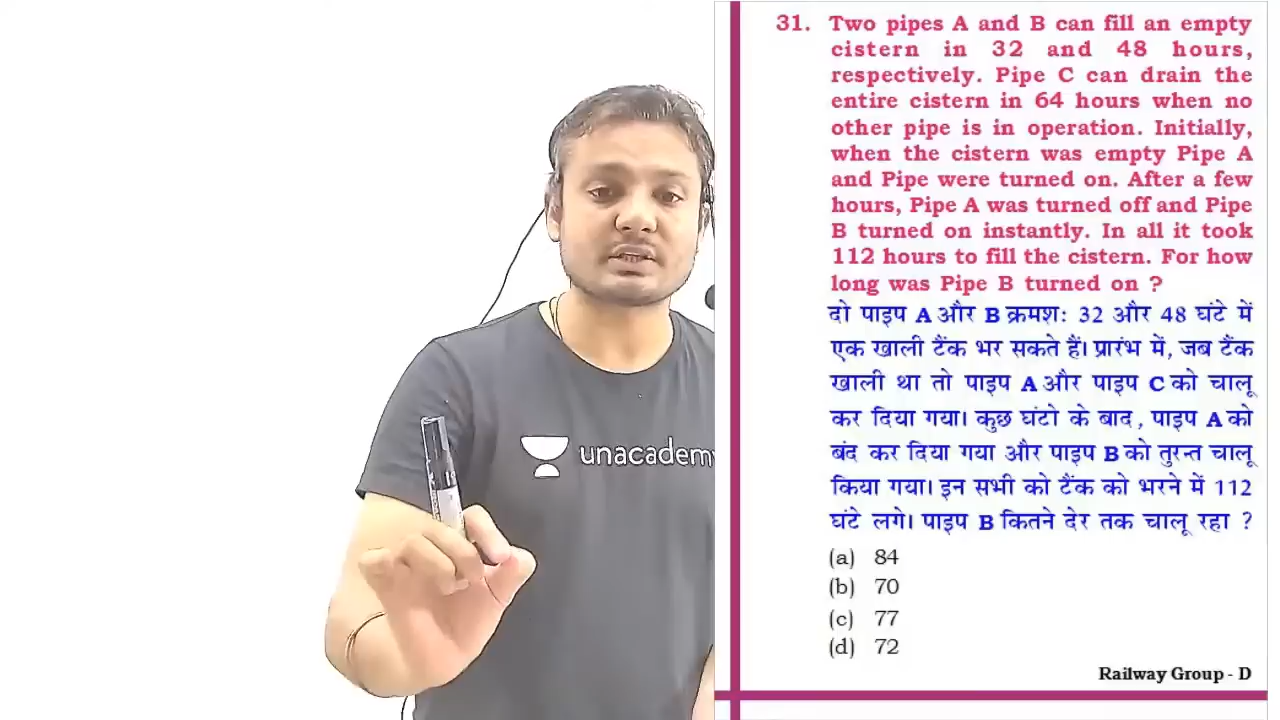 unacademy
31. Two pipes A and B can fill an empty
cistern in 32 and 48 hours,
respectively. Pipe C can drain the
entire cistern in 64 hours when no
other pipe is in operation. Initially,
when the cistern was empty Pipe A
and Pipe were turned on. After a few
hours, Pipe A was turned off and Pipe
B turned on instantly. In all it took
112 hours to fill the cistern. For how
long was Pipe B turned on ?
दो पाइप A और B क्रमश: 32 और 48 घंटे में
एक खाली टैंक भर सकते हैं। प्रारंभ में, जब टैंक
खाली था तो पाइप A और पाइप C को चालू
कर दिया गया। कुछ घंटो के बाद, पाइप A को
बंद कर दिया गया और पाइप B को तुरन्त चालू
किया गया। इन सभी को टैंक को भरने में 112
घंटे लगे। पाइप B कितने देर तक चालू रहा ?
(a) 84
(b) 70
(c) 77
(d) 72
Railway Group - D